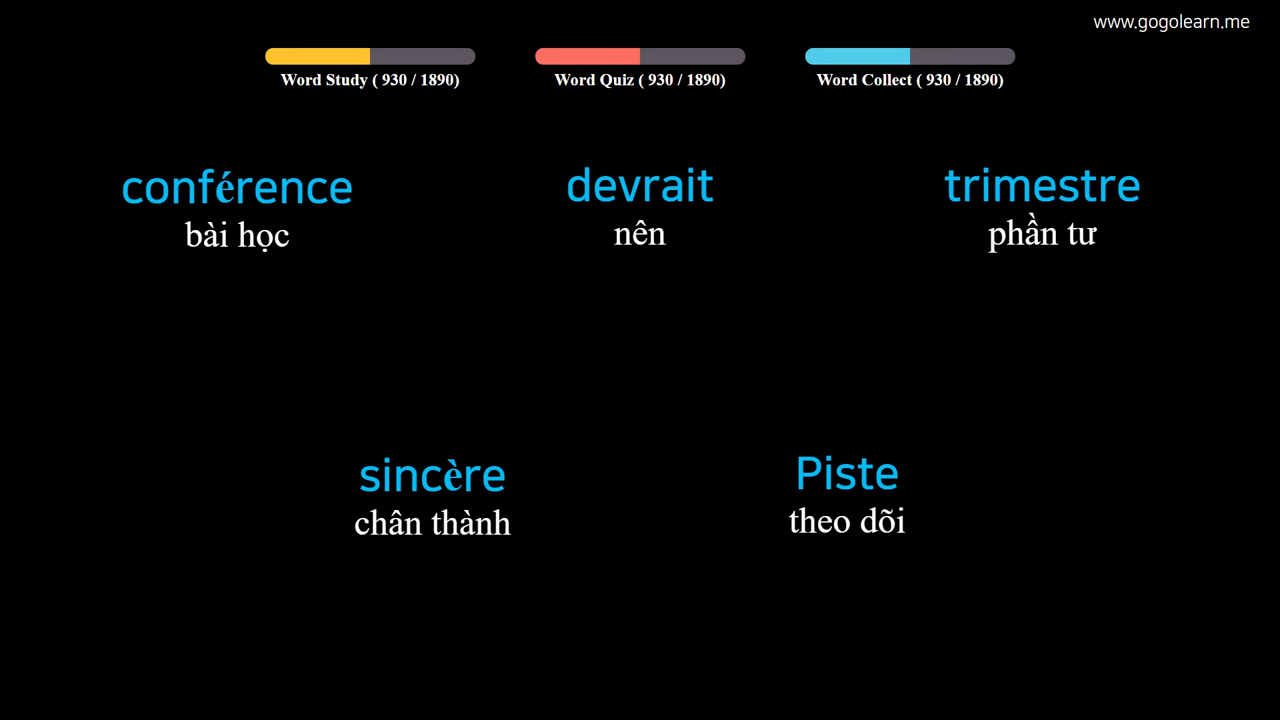 www.gogolearn.me
Word Study ( 930 / 1890)
Word Quiz ( 930 / 1890)
Word Collect ( 930 / 1890)
conférence
bài học
devrait
nên
trimestre
phần tư
sincère
chân thành
Piste
theo dõi